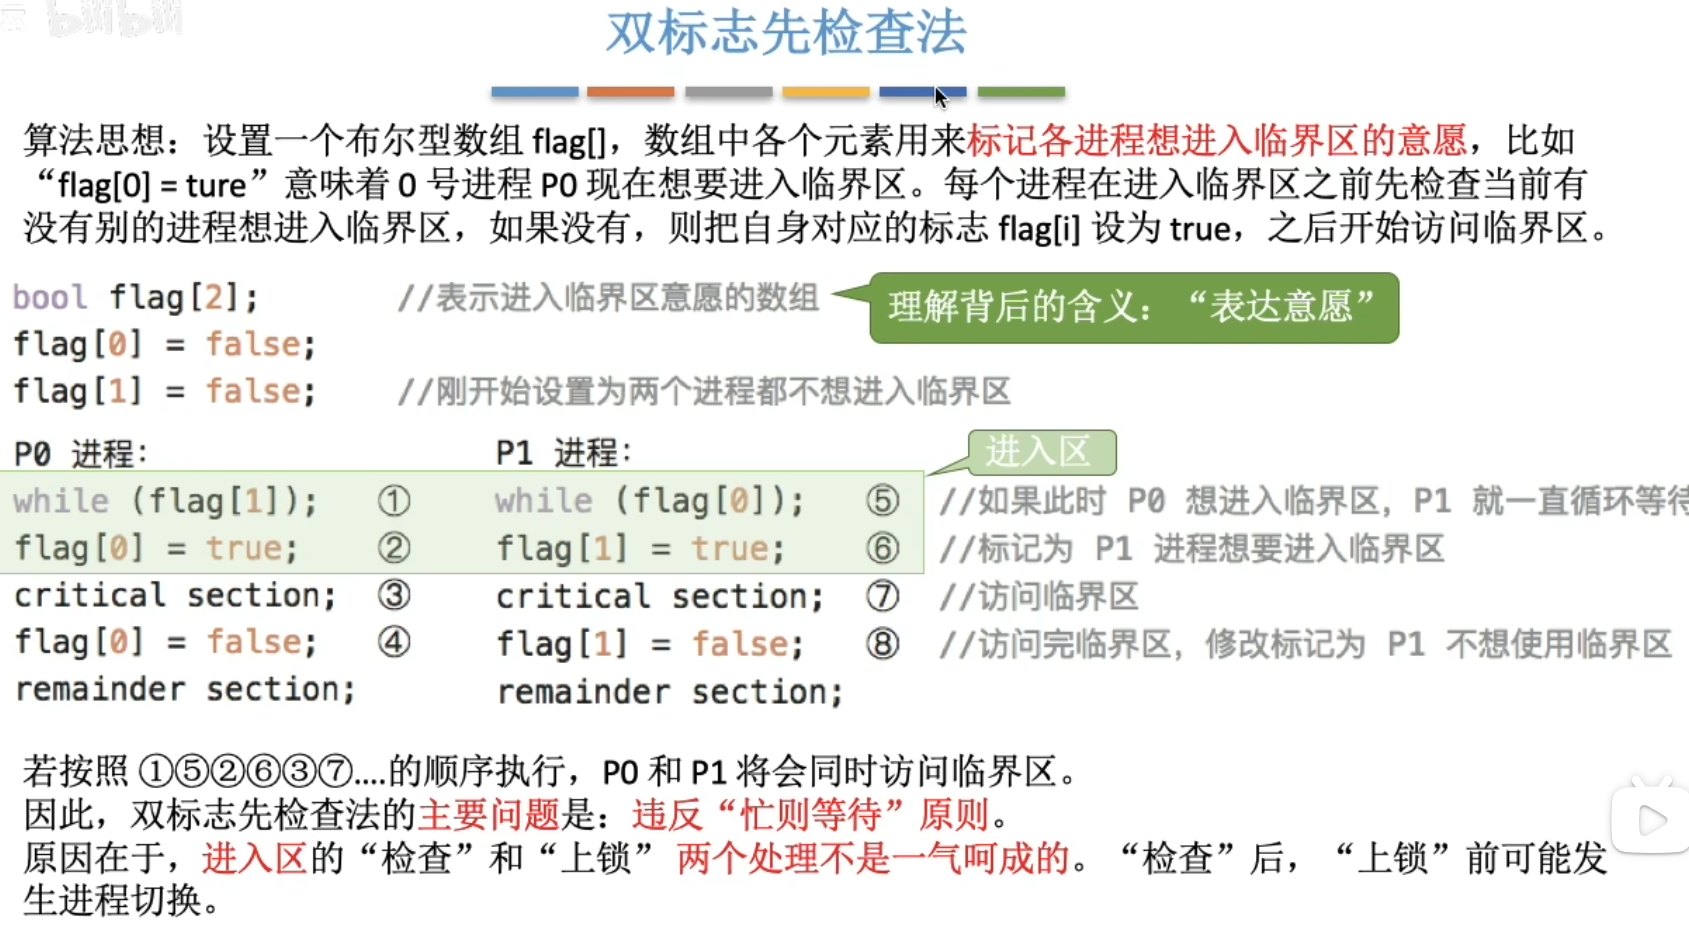 bilibili
双标志先检查法
算法思想：设置一个布尔型数组 flag[]，数组中各个元素用来标记各进程想进入临界区的意愿，比如
“flag[0] = ture”意味着 0 号进程 P0 现在想要进入临界区。每个进程在进入临界区之前先检查当前有
没有别的进程想进入临界区，如果没有，则把自身对应的标志 flag[i] 设为 true，之后开始访问临界区。
bool flag[2]; //表示进入临界区意愿的数组
理解背后的含义：“表达意愿”
flag[0] = false;
flag[1] = false; //刚开始设置为两个进程都不想进入临界区
P0 进程： P1 进程：
进入区
while (flag[1]); ① while (flag[0]); ⑤ //如果此时 P0 想进入临界区，P1 就一直循环等待
flag[0] = true; ② flag[1] = true; ⑥ //标记为 P1 进程想要进入临界区
critical section; ③ critical section; ⑦ //访问临界区
flag[0] = false; ④ flag[1] = false; ⑧ //访问完临界区，修改标记为 P1 不想使用临界区
remainder section; remainder section;
若按照 ①⑤②⑥③⑦....的顺序执行，P0 和 P1 将会同时访问临界区。
因此，双标志先检查法的主要问题是：违反“忙则等待”原则。
原因在于，进入区的“检查”和“上锁” 两个处理不是一气呵成的。“检查”后，“上锁”前可能发
生进程切换。